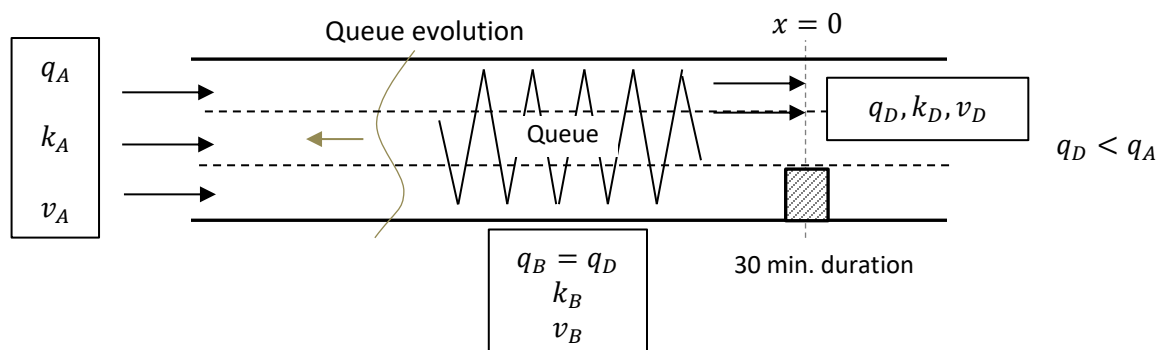 Queue evolution
x = 0
q_A
k_A
v_A
Queue
q_D, k_D, v_D
q_D < q_A
q_B = q_D
k_B
v_B
30 min. duration